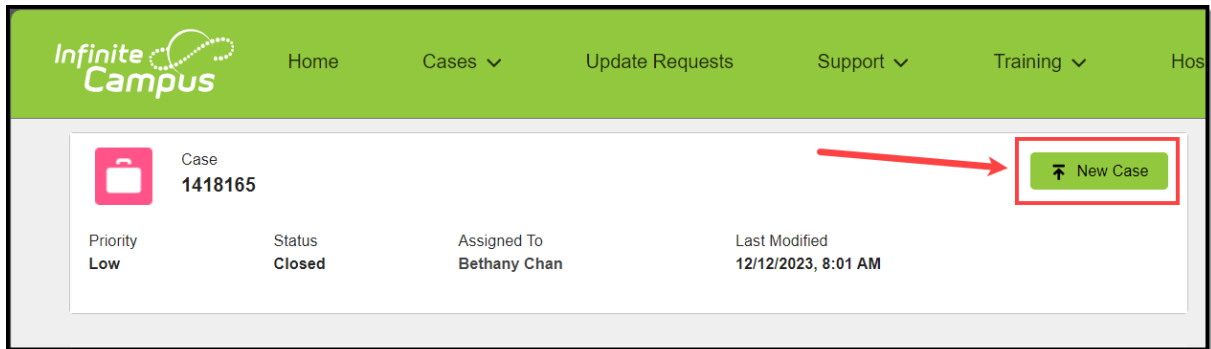 Infinite
Campus
Home Cases Update Requests Support Training Hos
Case
1418165
New Case
Priority Status Assigned To Last Modified
Low Closed Bethany Chan 12/12/2023, 8:01 AM